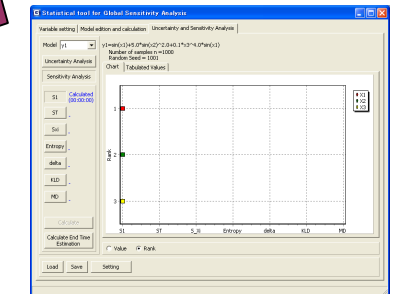 Statistical tool for Global Sensitivity Analysis
Variable setting Model edition and calculation Uncertainty and Sensitivity Analysis
Model y1
y1=sin(x1)+5.0*sin(x2)^2.0+0.1*x3^4.0*sin(x1)
Number of samples n =1000
Random Seed = 1001
Uncertainty Analysis
Sensitivity Analysis
Chart Tabulated Values
S1 Calculated (00:00:00)
ST -
Entropy -
delta -
KLD -
MD -
Calculate
Calculate End Time
Estimation
Rank
1
2
3
S1 ST Entropy delta KLD MD
X1
X2
X3
Value Rank
Load Save Setting